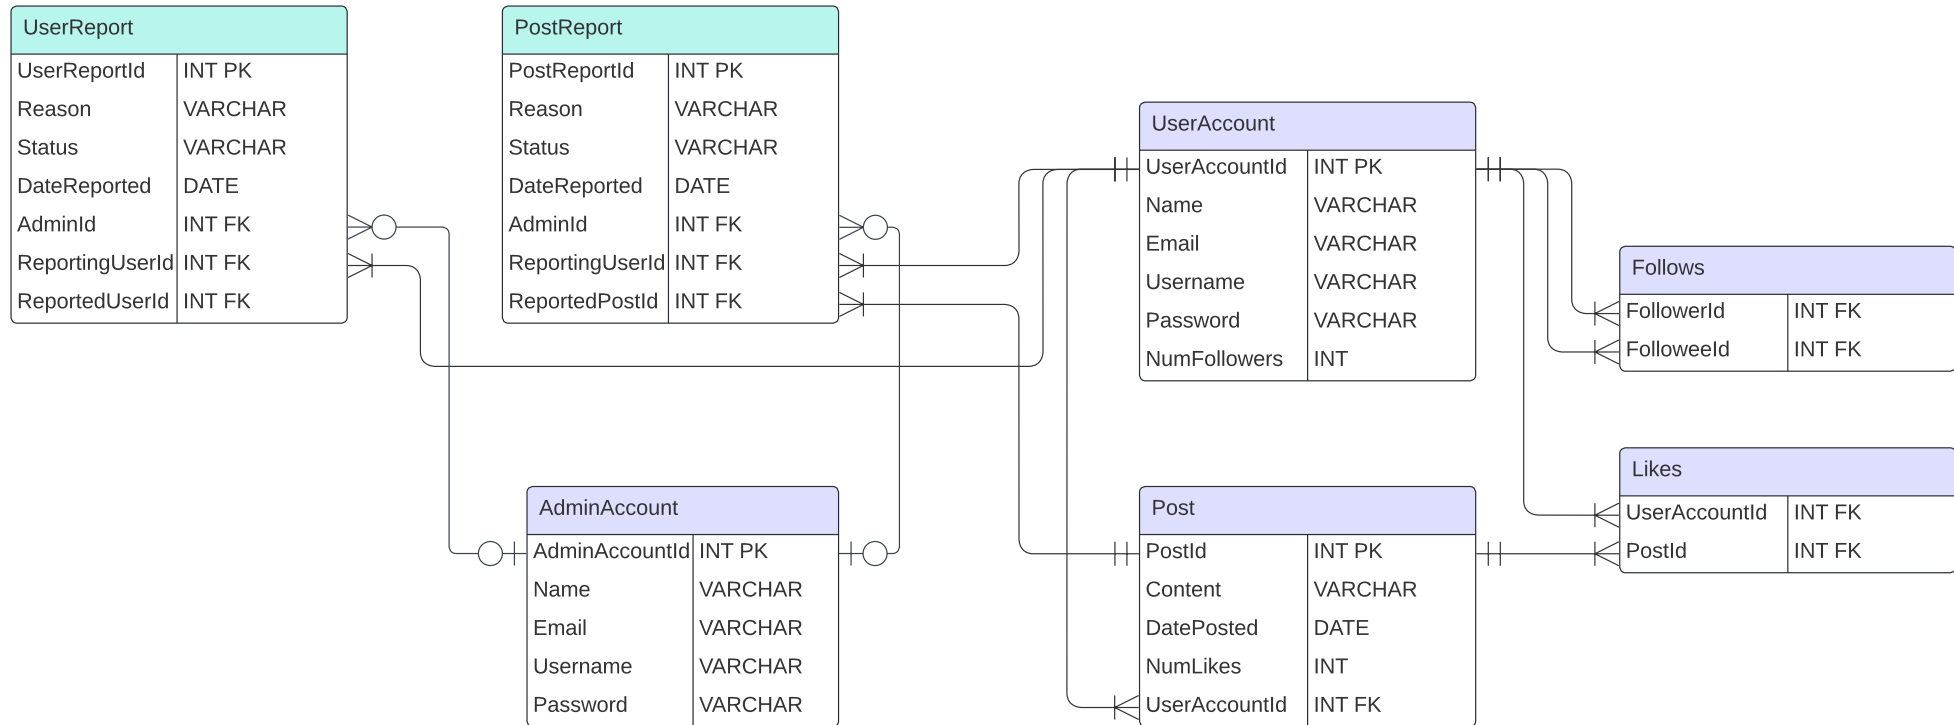 UserReport
UserReportId INT PK
Reason VARCHAR
Status VARCHAR
DateReported DATE
AdminId INT FK
ReportingUserId INT FK
ReportedUserId INT FK
PostReport
PostReportId INT PK
Reason VARCHAR
Status VARCHAR
DateReported DATE
AdminId INT FK
ReportingUserId INT FK
ReportedPostId INT FK
UserAccount
UserAccountId INT PK
Name VARCHAR
Email VARCHAR
Username VARCHAR
Password VARCHAR
NumFollowers INT
Follows
FollowerId INT FK
FolloweeId INT FK
AdminAccount
AdminAccountId INT PK
Name VARCHAR
Email VARCHAR
Username VARCHAR
Password VARCHAR
Post
PostId INT PK
Content VARCHAR
DatePosted DATE
NumLikes INT
UserAccountId INT FK
Likes
UserAccountId INT FK
PostId INT FK